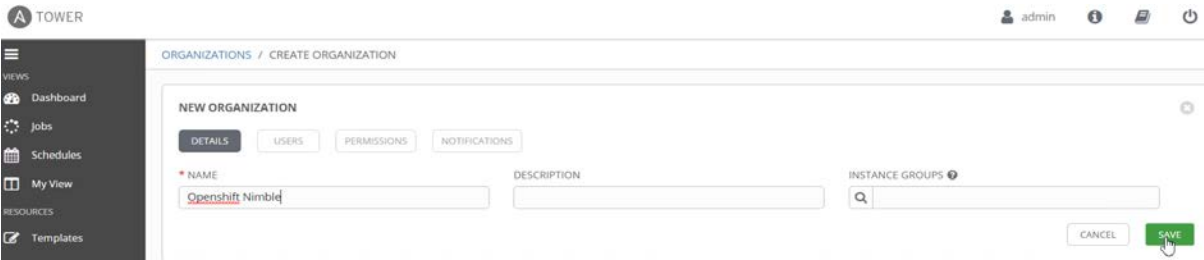 A TOWER admin
ORGANIZATIONS / CREATE ORGANIZATION
VIEWS
Dashboard
Jobs
Schedules
My View
RESOURCES
Templates
NEW ORGANIZATION
DETAILS USERS PERMISSIONS NOTIFICATIONS
* NAME DESCRIPTION INSTANCE GROUPS
Openshift Nimble
CANCEL SAVE